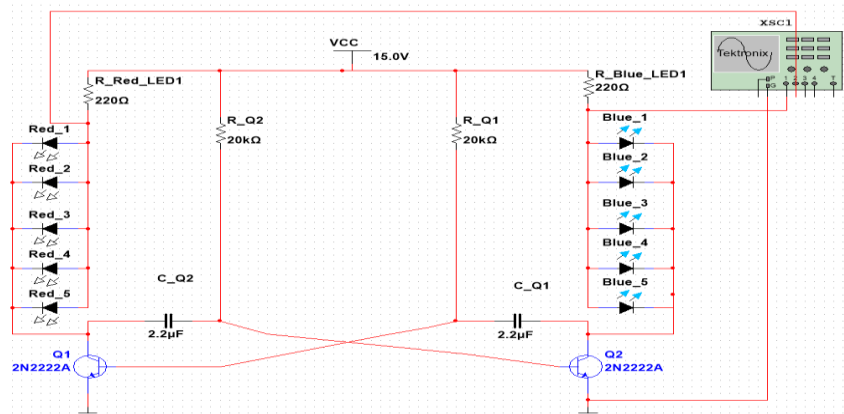 XSC1
Tektronix
P
G
1 2 3 4 T
VCC
15.0V
R_Red_LED1
220Ω
R_Q2
20kΩ
R_Q1
20kΩ
R_Blue_LED1
220Ω
Red_1
Red_2
Red_3
Red_4
Red_5
Blue_1
Blue_2
Blue_3
Blue_4
Blue_5
C_Q2
2.2µF
C_Q1
2.2µF
Q1
2N2222A
Q2
2N2222A